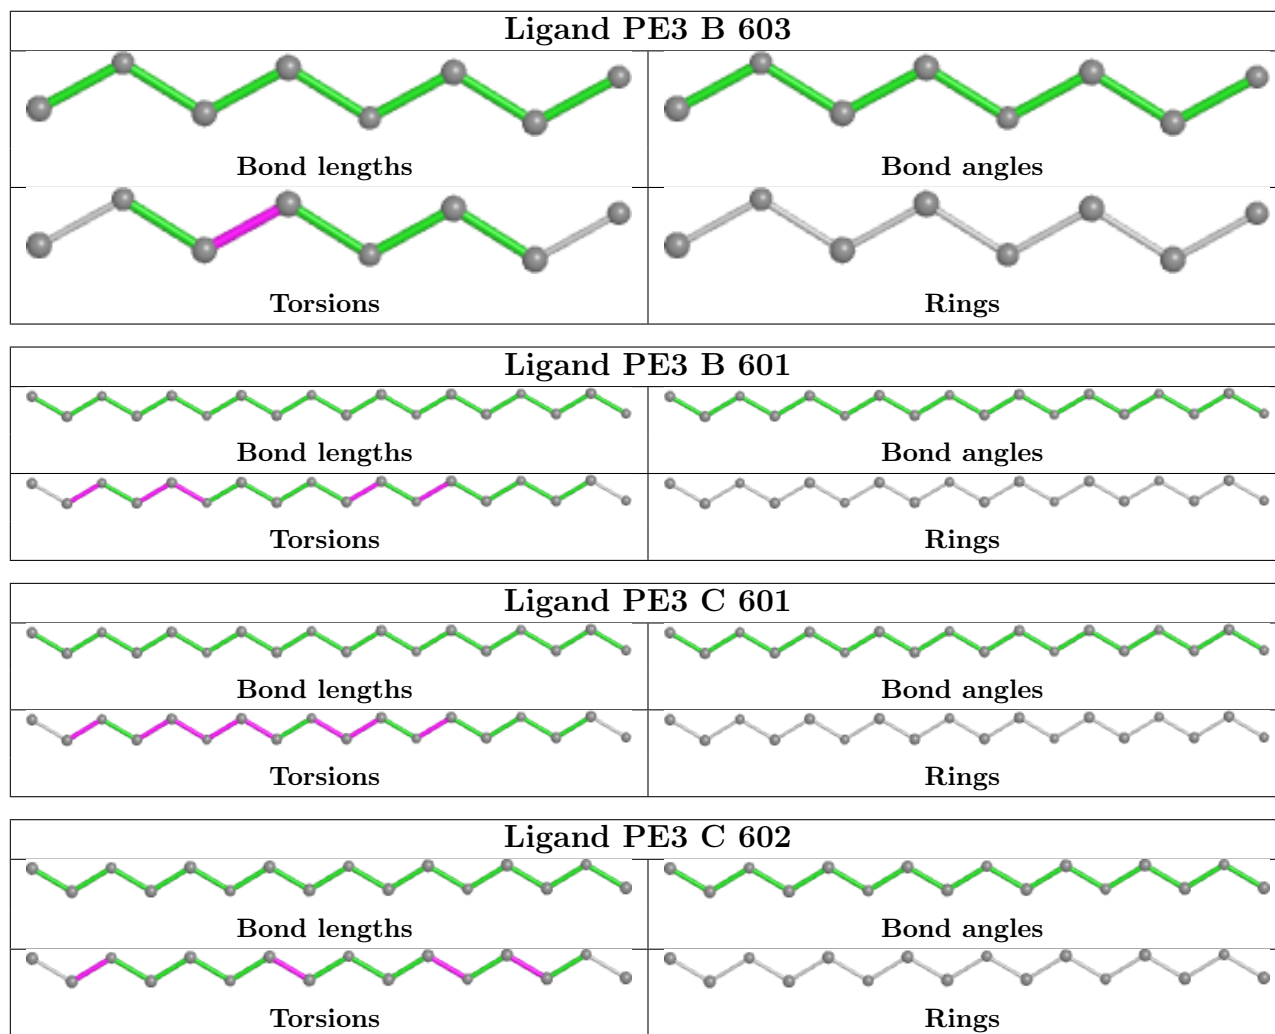 Ligand PE3 B 603
Bond lengths
Bond angles
Torsions
Rings
Ligand PE3 B 601
Bond lengths
Bond angles
Torsions
Rings
Ligand PE3 C 601
Bond lengths
Bond angles
Torsions
Rings
Ligand PE3 C 602
Bond lengths
Bond angles
Torsions
Rings